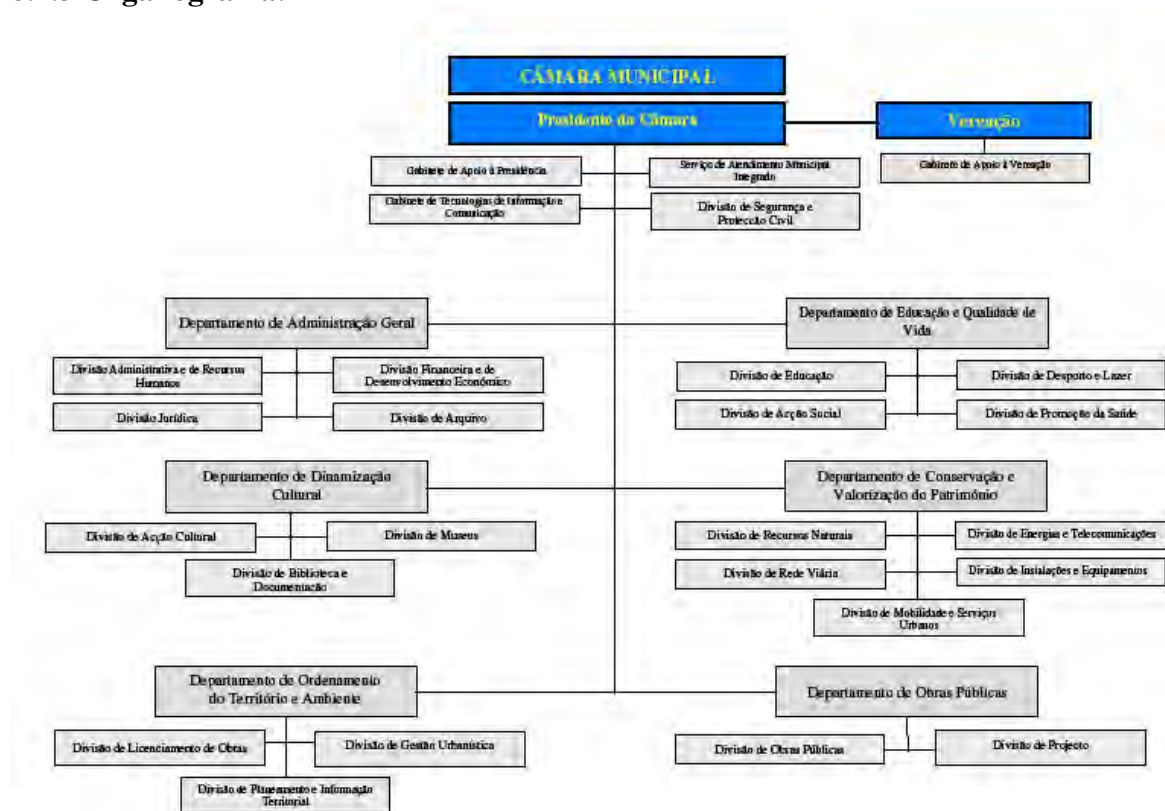 CÂMARA MUNICIPAL
Presidente da Câmara
Vereação
Gabinete de Apoio à Presidência
Serviço de Atendimento Municipal
Integrado
Gabinete de Apoio à Vereação
Gabinete de Tecnologias de Informação e
Comunicação
Divisão de Segurança e
Protecção Civil
Departamento de Administração Geral
Departamento de Educação e Qualidade de
Vida
Divisão Administrativa e de Recursos
Humanos
Divisão Financeira e de
Desenvolvimento Económico
Divisão Jurídica
Divisão de Arquivo
Divisão de Educação
Divisão de Desporto e Lazer
Divisão de Acção Social
Divisão de Promoção da Saúde
Departamento de Dinamização
Cultural
Departamento de Conservação e
Valorização do Património
Divisão de Acção Cultural
Divisão de Museus
Divisão de Biblioteca e
Documentação
Divisão de Recursos Naturais
Divisão de Energias e Telecomunicações
Divisão de Rede Viária
Divisão de Instalações e Equipamentos
Divisão de Mobilidade e Serviços
Urbanos
Departamento de Ordenamento
do Território e Ambiente
Departamento de Obras Públicas
Divisão de Licenciamento de Obras
Divisão de Gestão Urbanística
Divisão de Planeamento e Informação
Territorial
Divisão de Obras Públicas
Divisão de Projecto